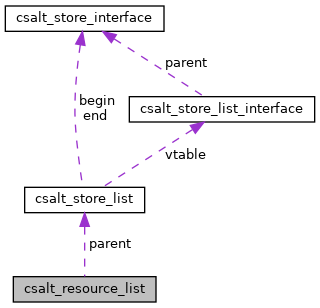 csalt_store_interface
parent
begin
end
csalt_store_list_interface
vtable
csalt_store_list
parent
csalt_resource_list